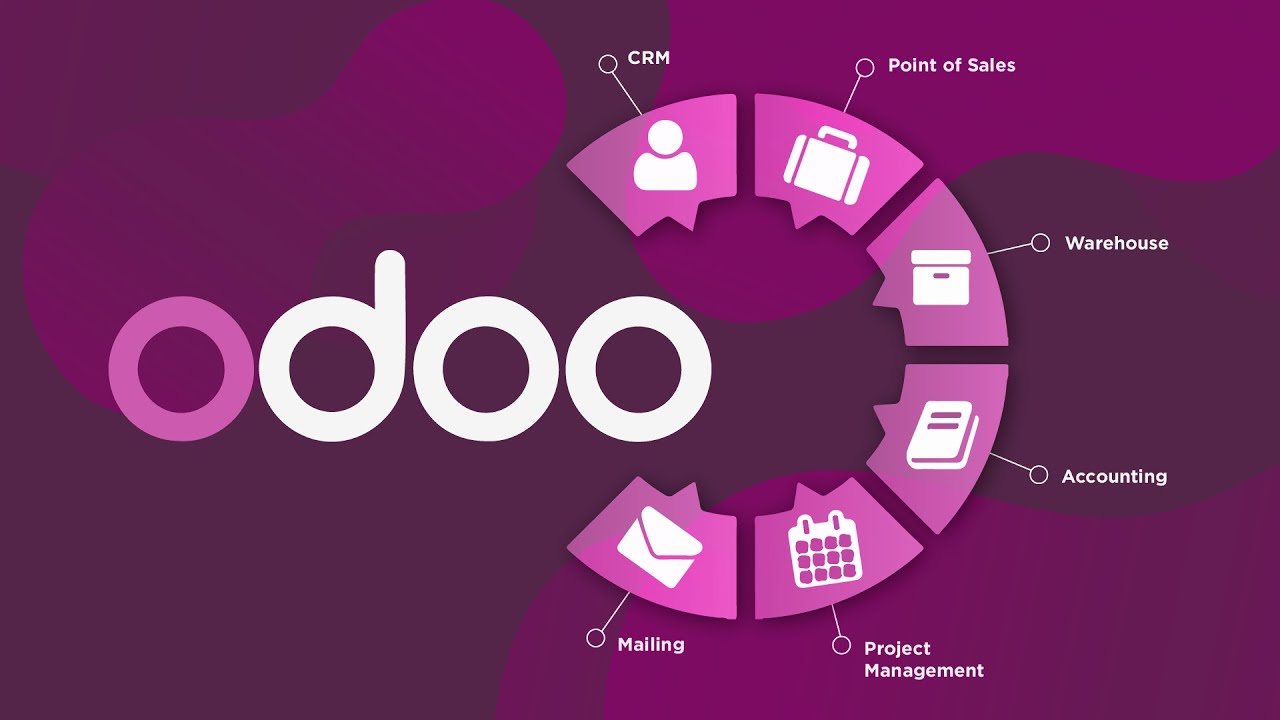 CRM
Point of Sales
Warehouse
odoo
Accounting
Mailing
Project
Management